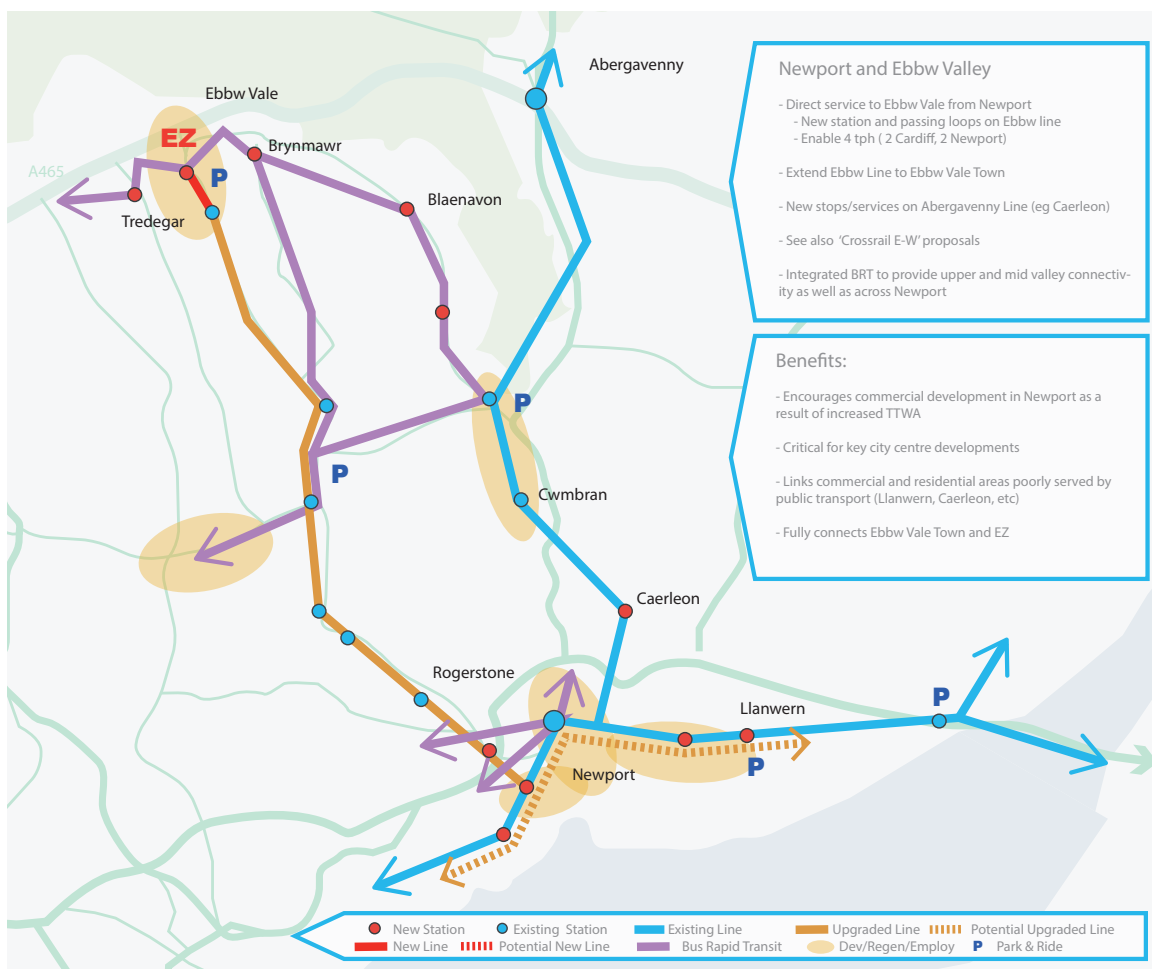 Abergavenny
Ebbw Vale
EZ
Brynmawr
P
A465
Blaenavon
Tredegar
P
P
Cwmbran
Caerleon
Rogerstone
Llanwern
P
Newport
P
Newport and Ebbw Valley
- Direct service to Ebbw Vale from Newport
- New station and passing loops on Ebbw line
- Enable 4 tph ( 2 Cardiff, 2 Newport)
- Extend Ebbw Line to Ebbw Vale Town
- New stops/services on Abergavenny Line (eg Caerleon)
- See also ‘Crossrail E-W’ proposals
- Integrated BRT to provide upper and mid valley connectiv-
ity as well as across Newport
Benefits:
- Encourages commercial development in Newport as a
result of increased TTWA
- Critical for key city centre developments
- Links commercial and residential areas poorly served by
public transport (Llanwern, Caerleon, etc)
- Fully connects Ebbw Vale Town and EZ
New Station Existing Station Existing Line Upgraded Line Potential Upgraded Line
New Line Potential New Line Bus Rapid Transit Dev/Regen/Employ P Park & Ride